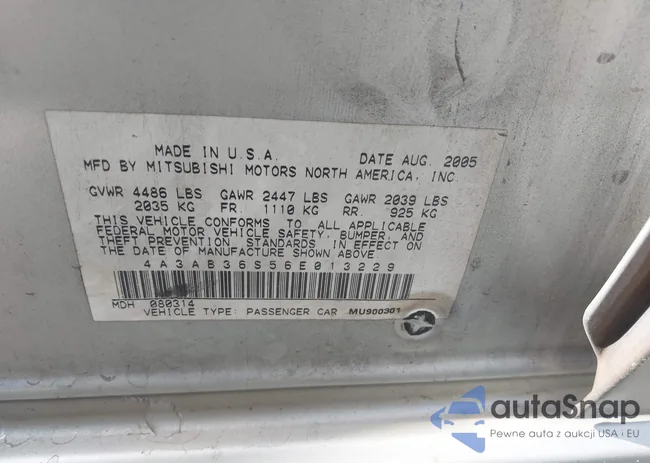 MADE IN U.S.A. DATE AUG. 2005
MFD BY MITSUBISHI MOTORS NORTH AMERICA, INC.
GVWR 4486 LBS GAWR 2447 LBS GAWR 2039 LBS
2035 KG FR. 1110 KG RR. 925 KG
THIS VEHICLE CONFORMS TO ALL APPLICABLE
FEDERAL MOTOR VEHICLE SAFETY, BUMPER, AND
THEFT PREVENTION STANDARDS IN EFFECT ON
THE DATE OF MANUFACTURE SHOWN ABOVE
4A3AB36S56E013229
MDH 080314
VEHICLE TYPE: PASSENGER CAR MU900301
autoSnap
Pewne auta z aukcji USA i EU